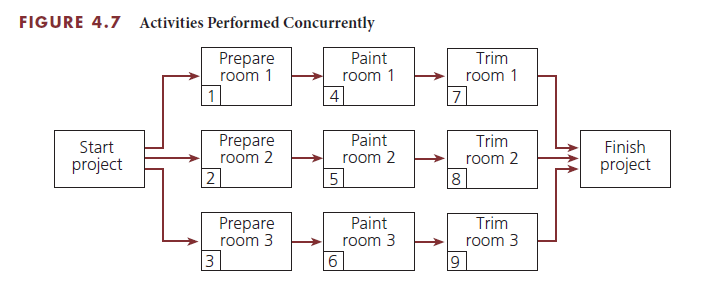 FIGURE 4.7 Activities Performed Concurrently
Prepare
room 1
1
Paint
room 1
4
Trim
room 1
7
Start
project
Prepare
room 2
2
Paint
room 2
5
Trim
room 2
8
Finish
project
Prepare
room 3
3
Paint
room 3
6
Trim
room 3
9